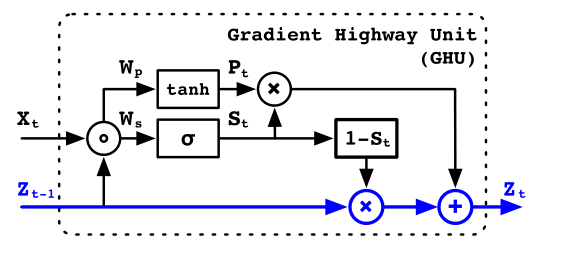 Gradient Highway Unit
(GHU)
Wp tanh Pt ×
Xt Ws σ St 1-St
Zt-1 × + Zt